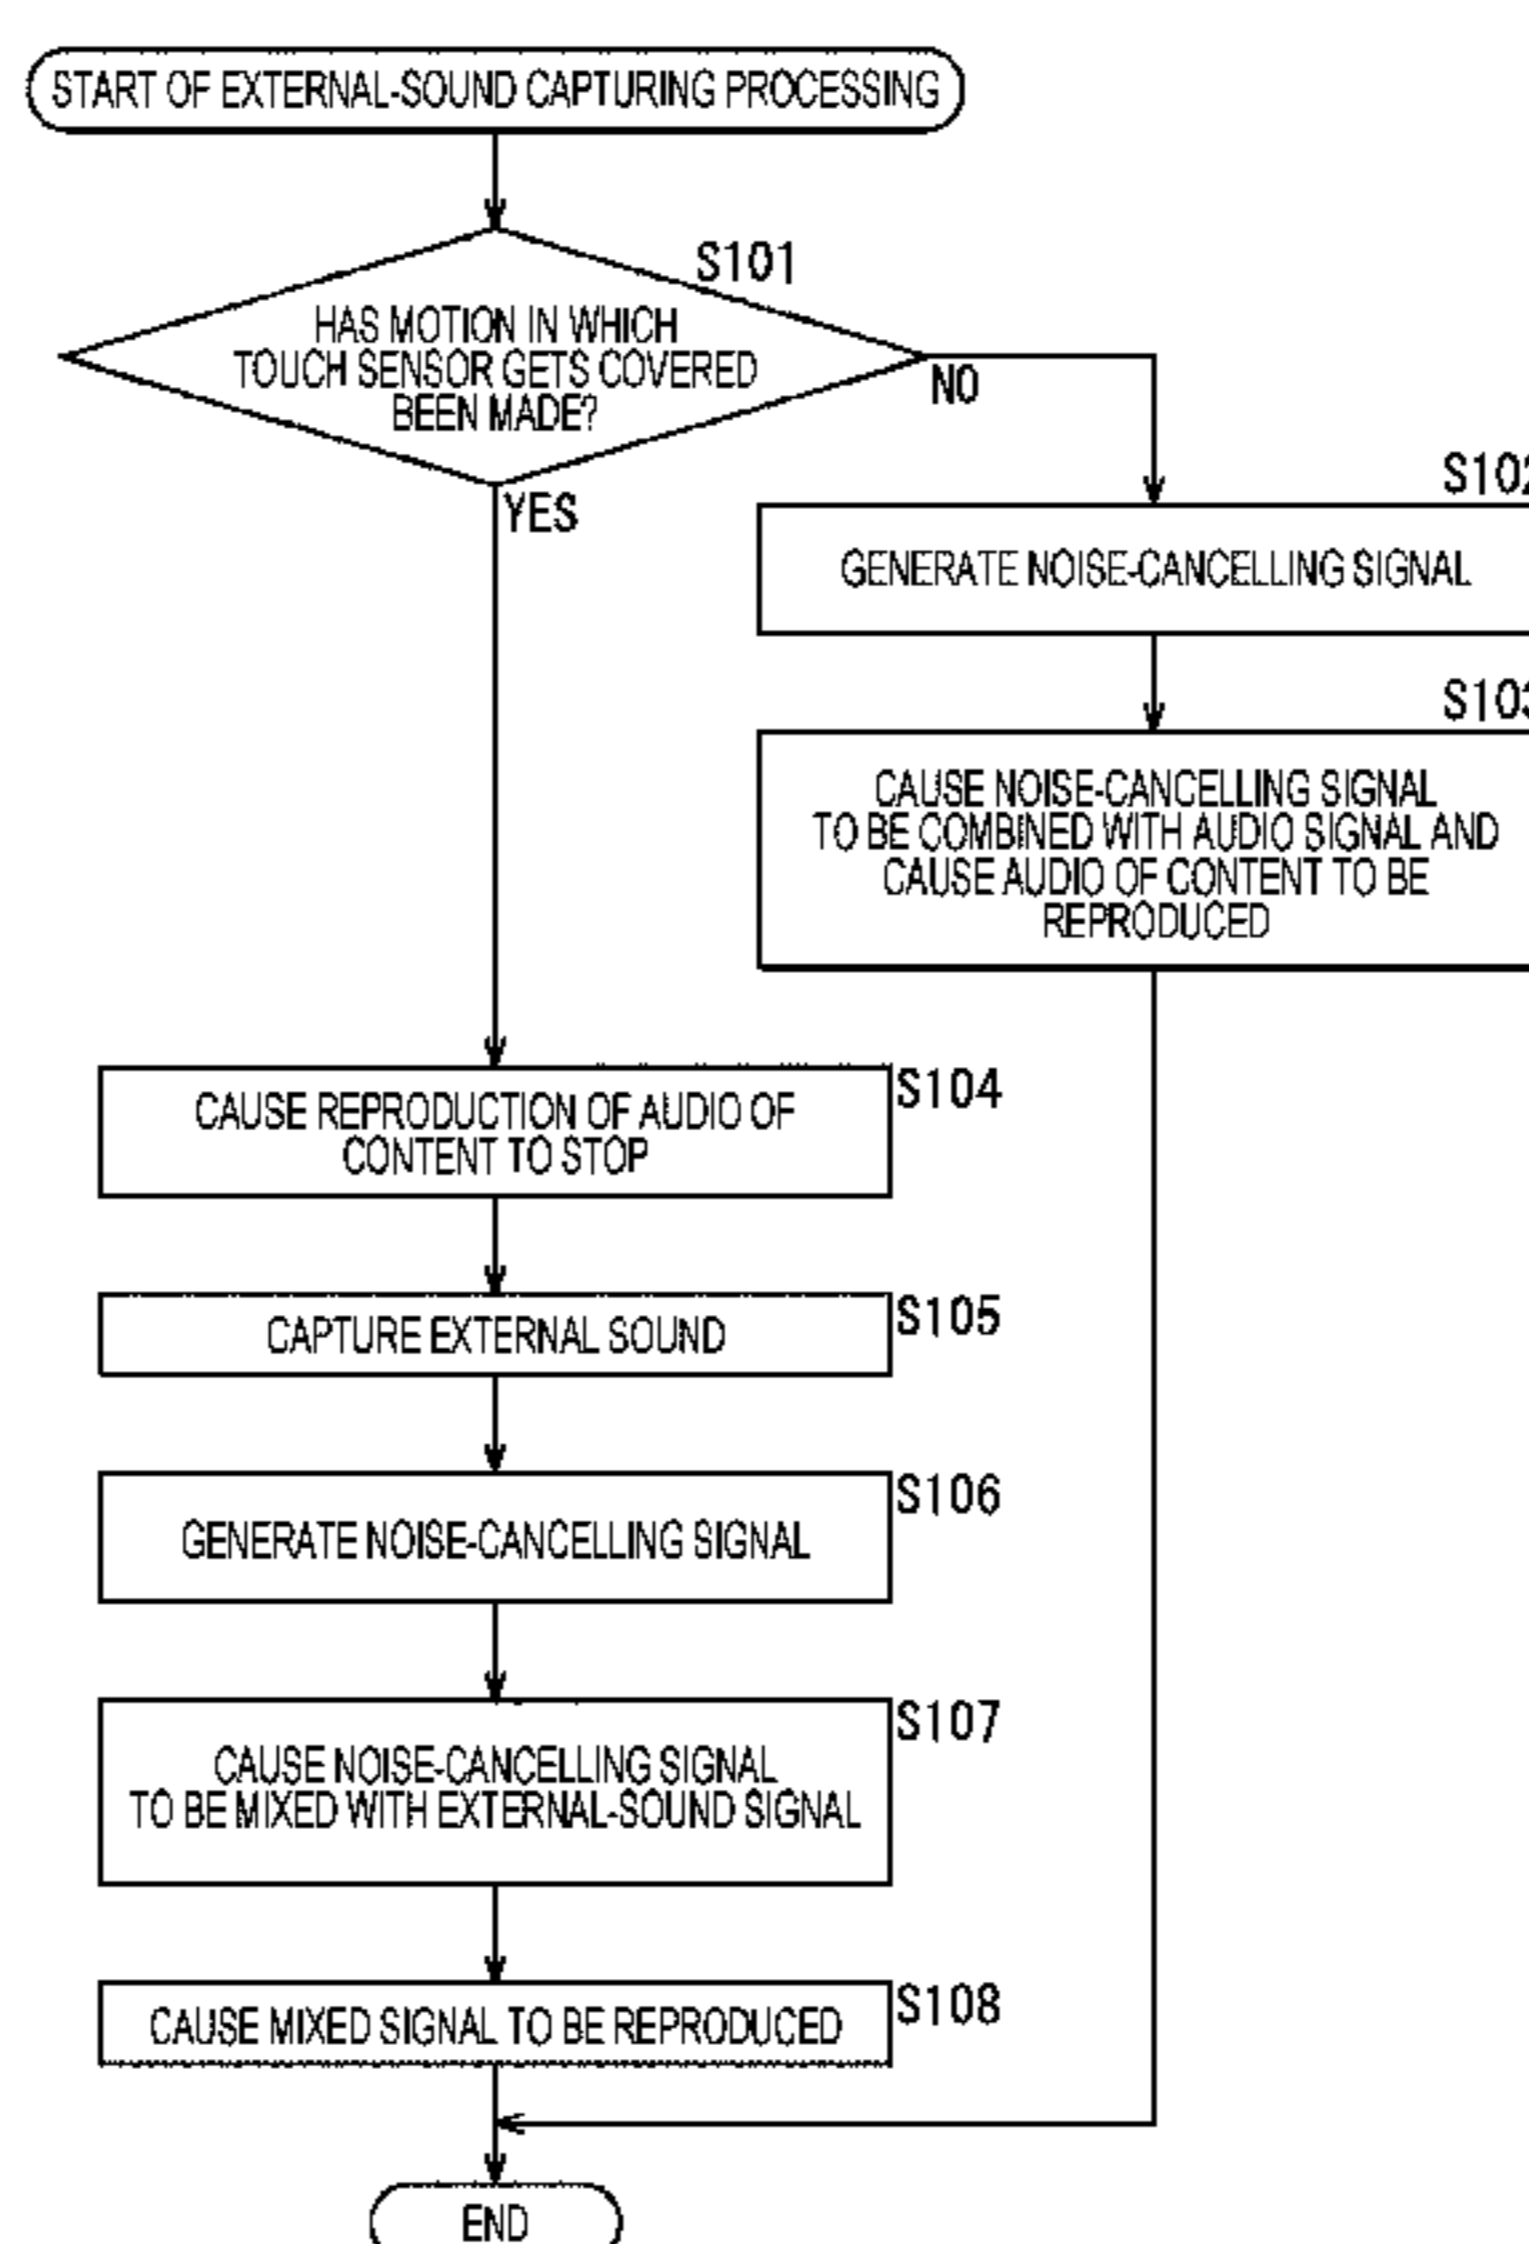 START OF EXTERNAL-SOUND CAPTURING PROCESSING
S101
HAS MOTION IN WHICH
TOUCH SENSOR GETS COVERED
BEEN MADE?
NO
YES
S102
GENERATE NOISE-CANCELLING SIGNAL
S103
CAUSE NOISE-CANCELLING SIGNAL
TO BE COMBINED WITH AUDIO SIGNAL AND
CAUSE AUDIO OF CONTENT TO BE
REPRODUCED
S104
CAUSE REPRODUCTION OF AUDIO OF
CONTENT TO STOP
S105
CAPTURE EXTERNAL SOUND
S106
GENERATE NOISE-CANCELLING SIGNAL
S107
CAUSE NOISE-CANCELLING SIGNAL
TO BE MIXED WITH EXTERNAL-SOUND SIGNAL
S108
CAUSE MIXED SIGNAL TO BE REPRODUCED
END